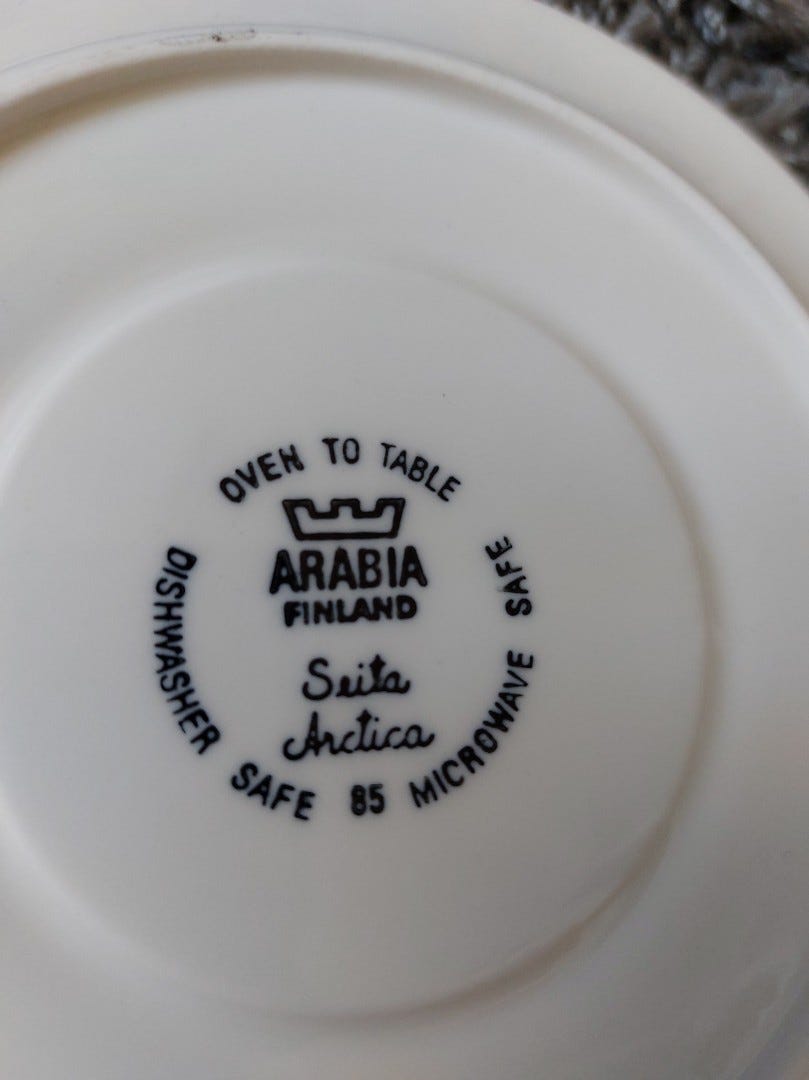 OVEN TO TABLE
ARABIA
FINLAND
Seita
Arctica
DISHWASHER SAFE 85 MICROWAVE SAFE